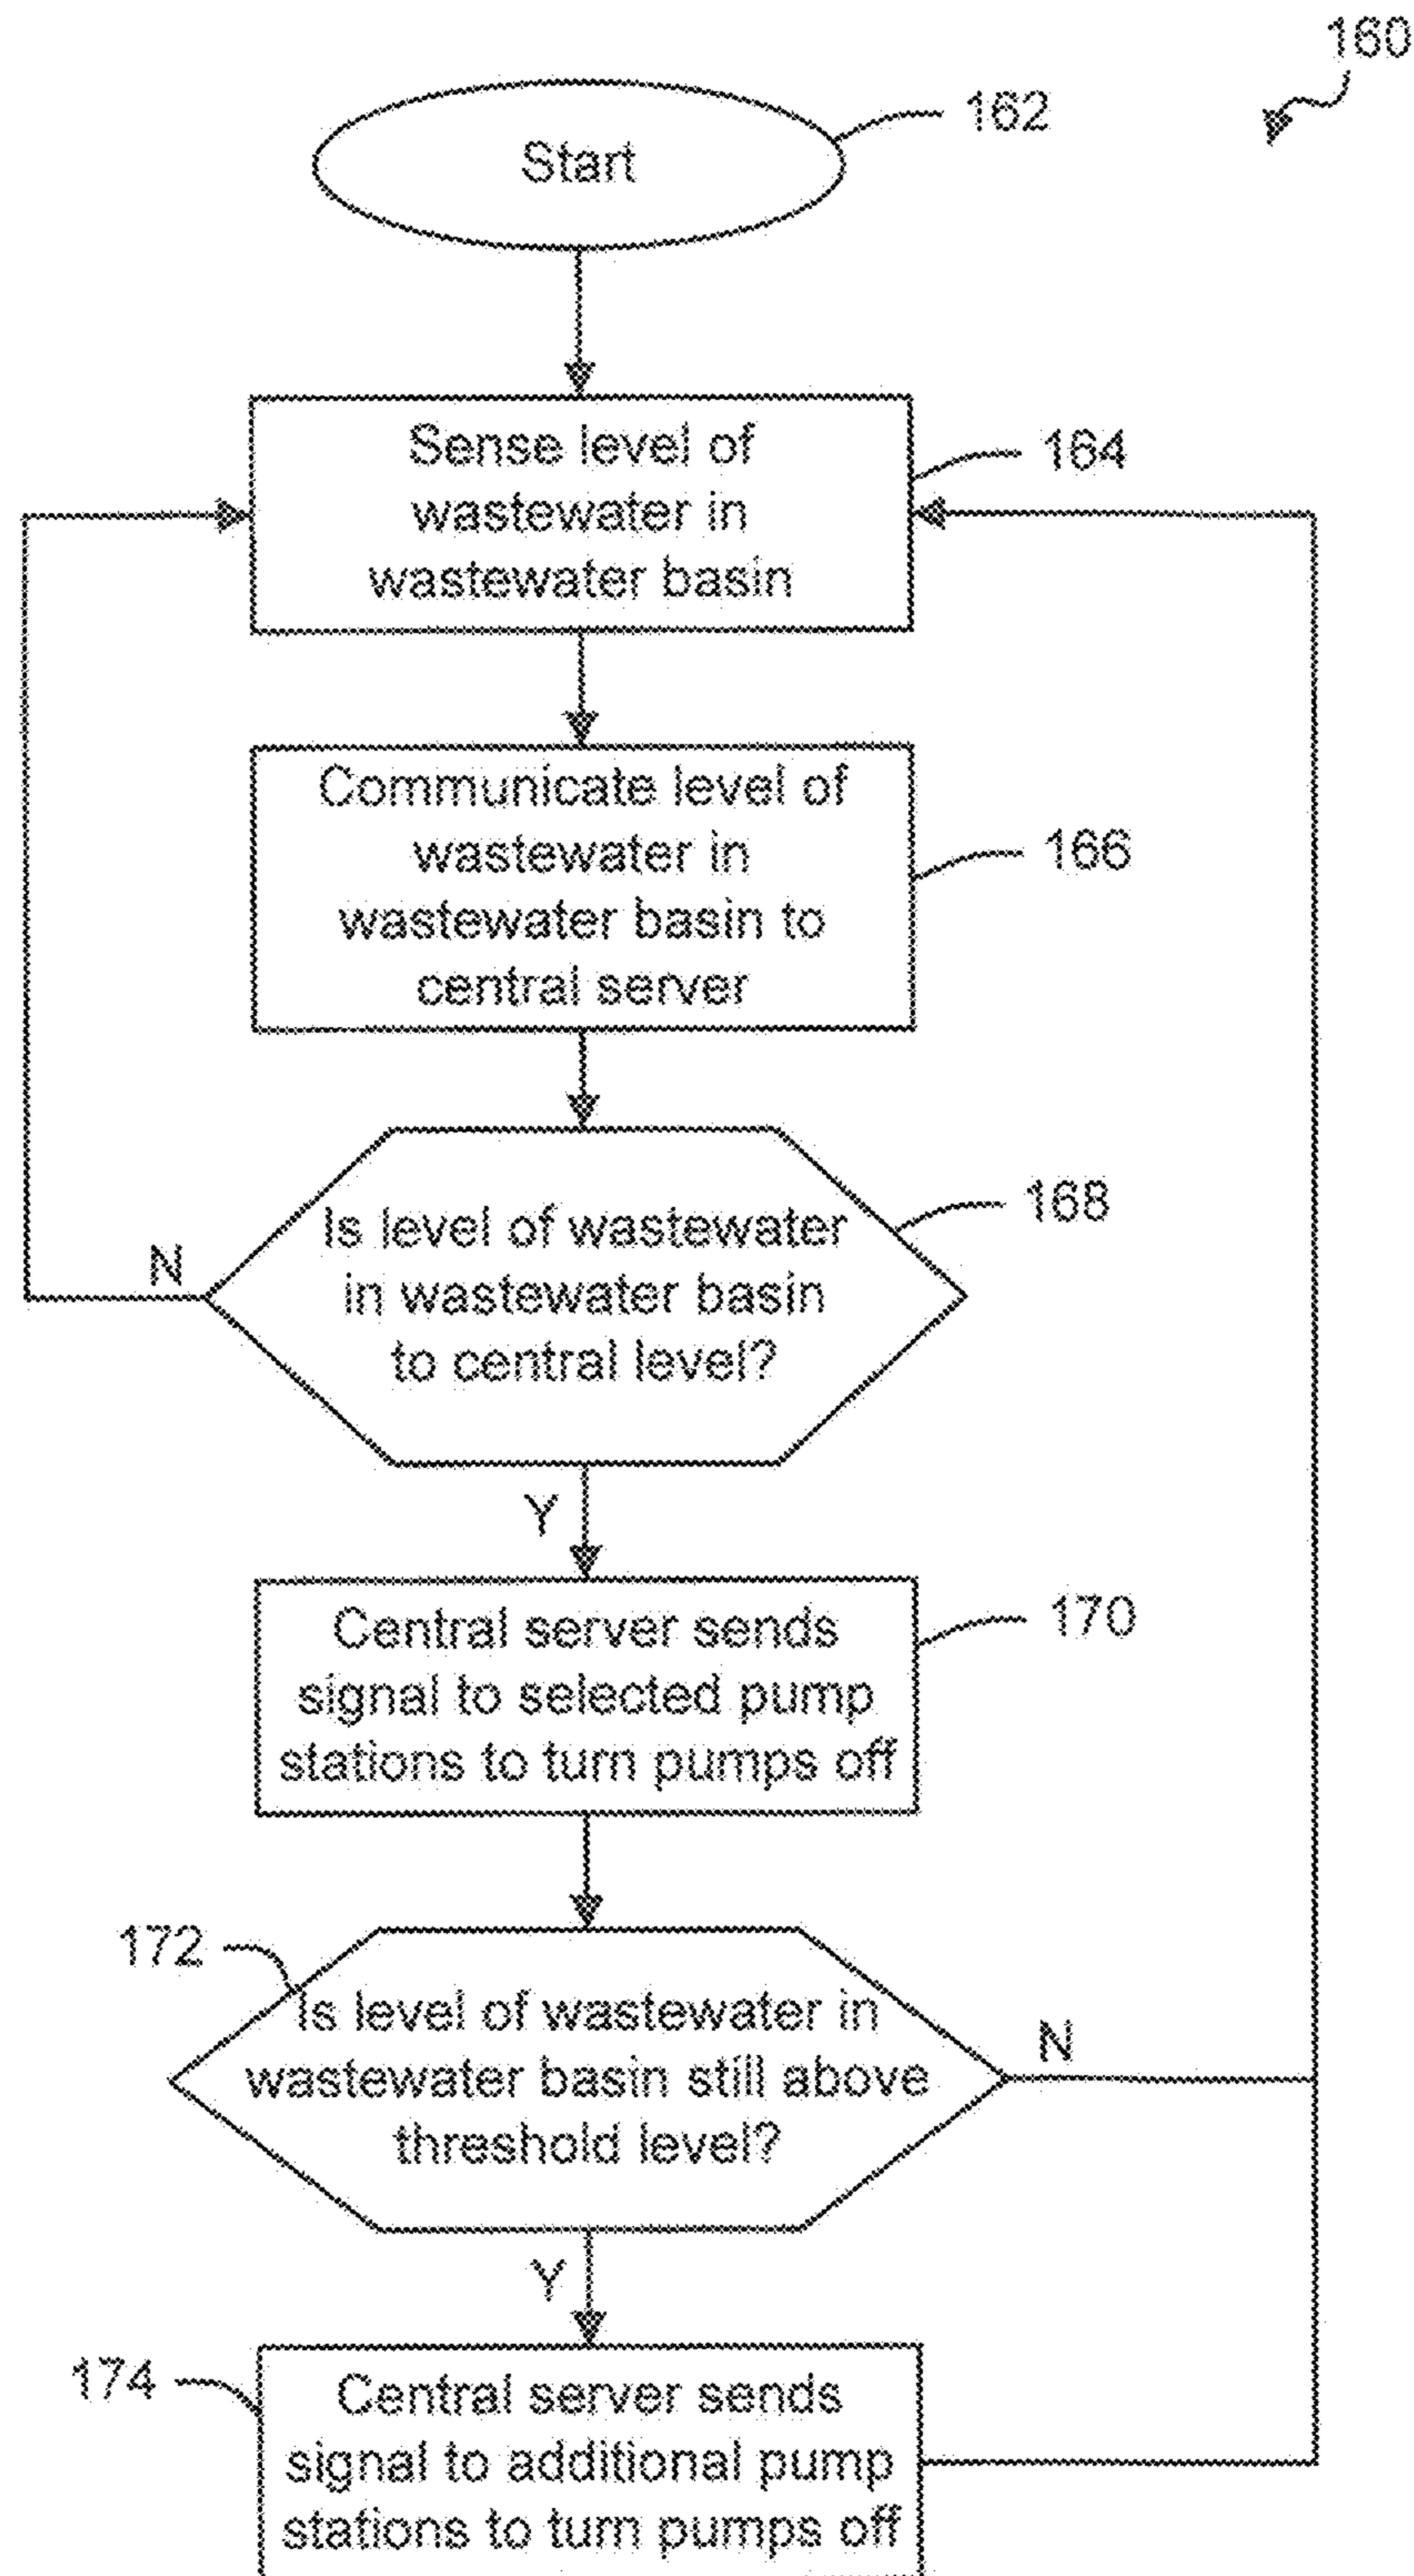 160
Start
162
Sense level of
wastewater in
wastewater basin
164
Communicate level of
wastewater in
wastewater basin to
central server
166
Is level of wastewater
in wastewater basin
to central level?
168
N
Y
Central server sends
signal to selected pump
stations to turn pumps off
170
172
Is level of wastewater in
wastewater basin still above
threshold level?
N
Y
174
Central server sends
signal to additional pump
stations to turn pumps off